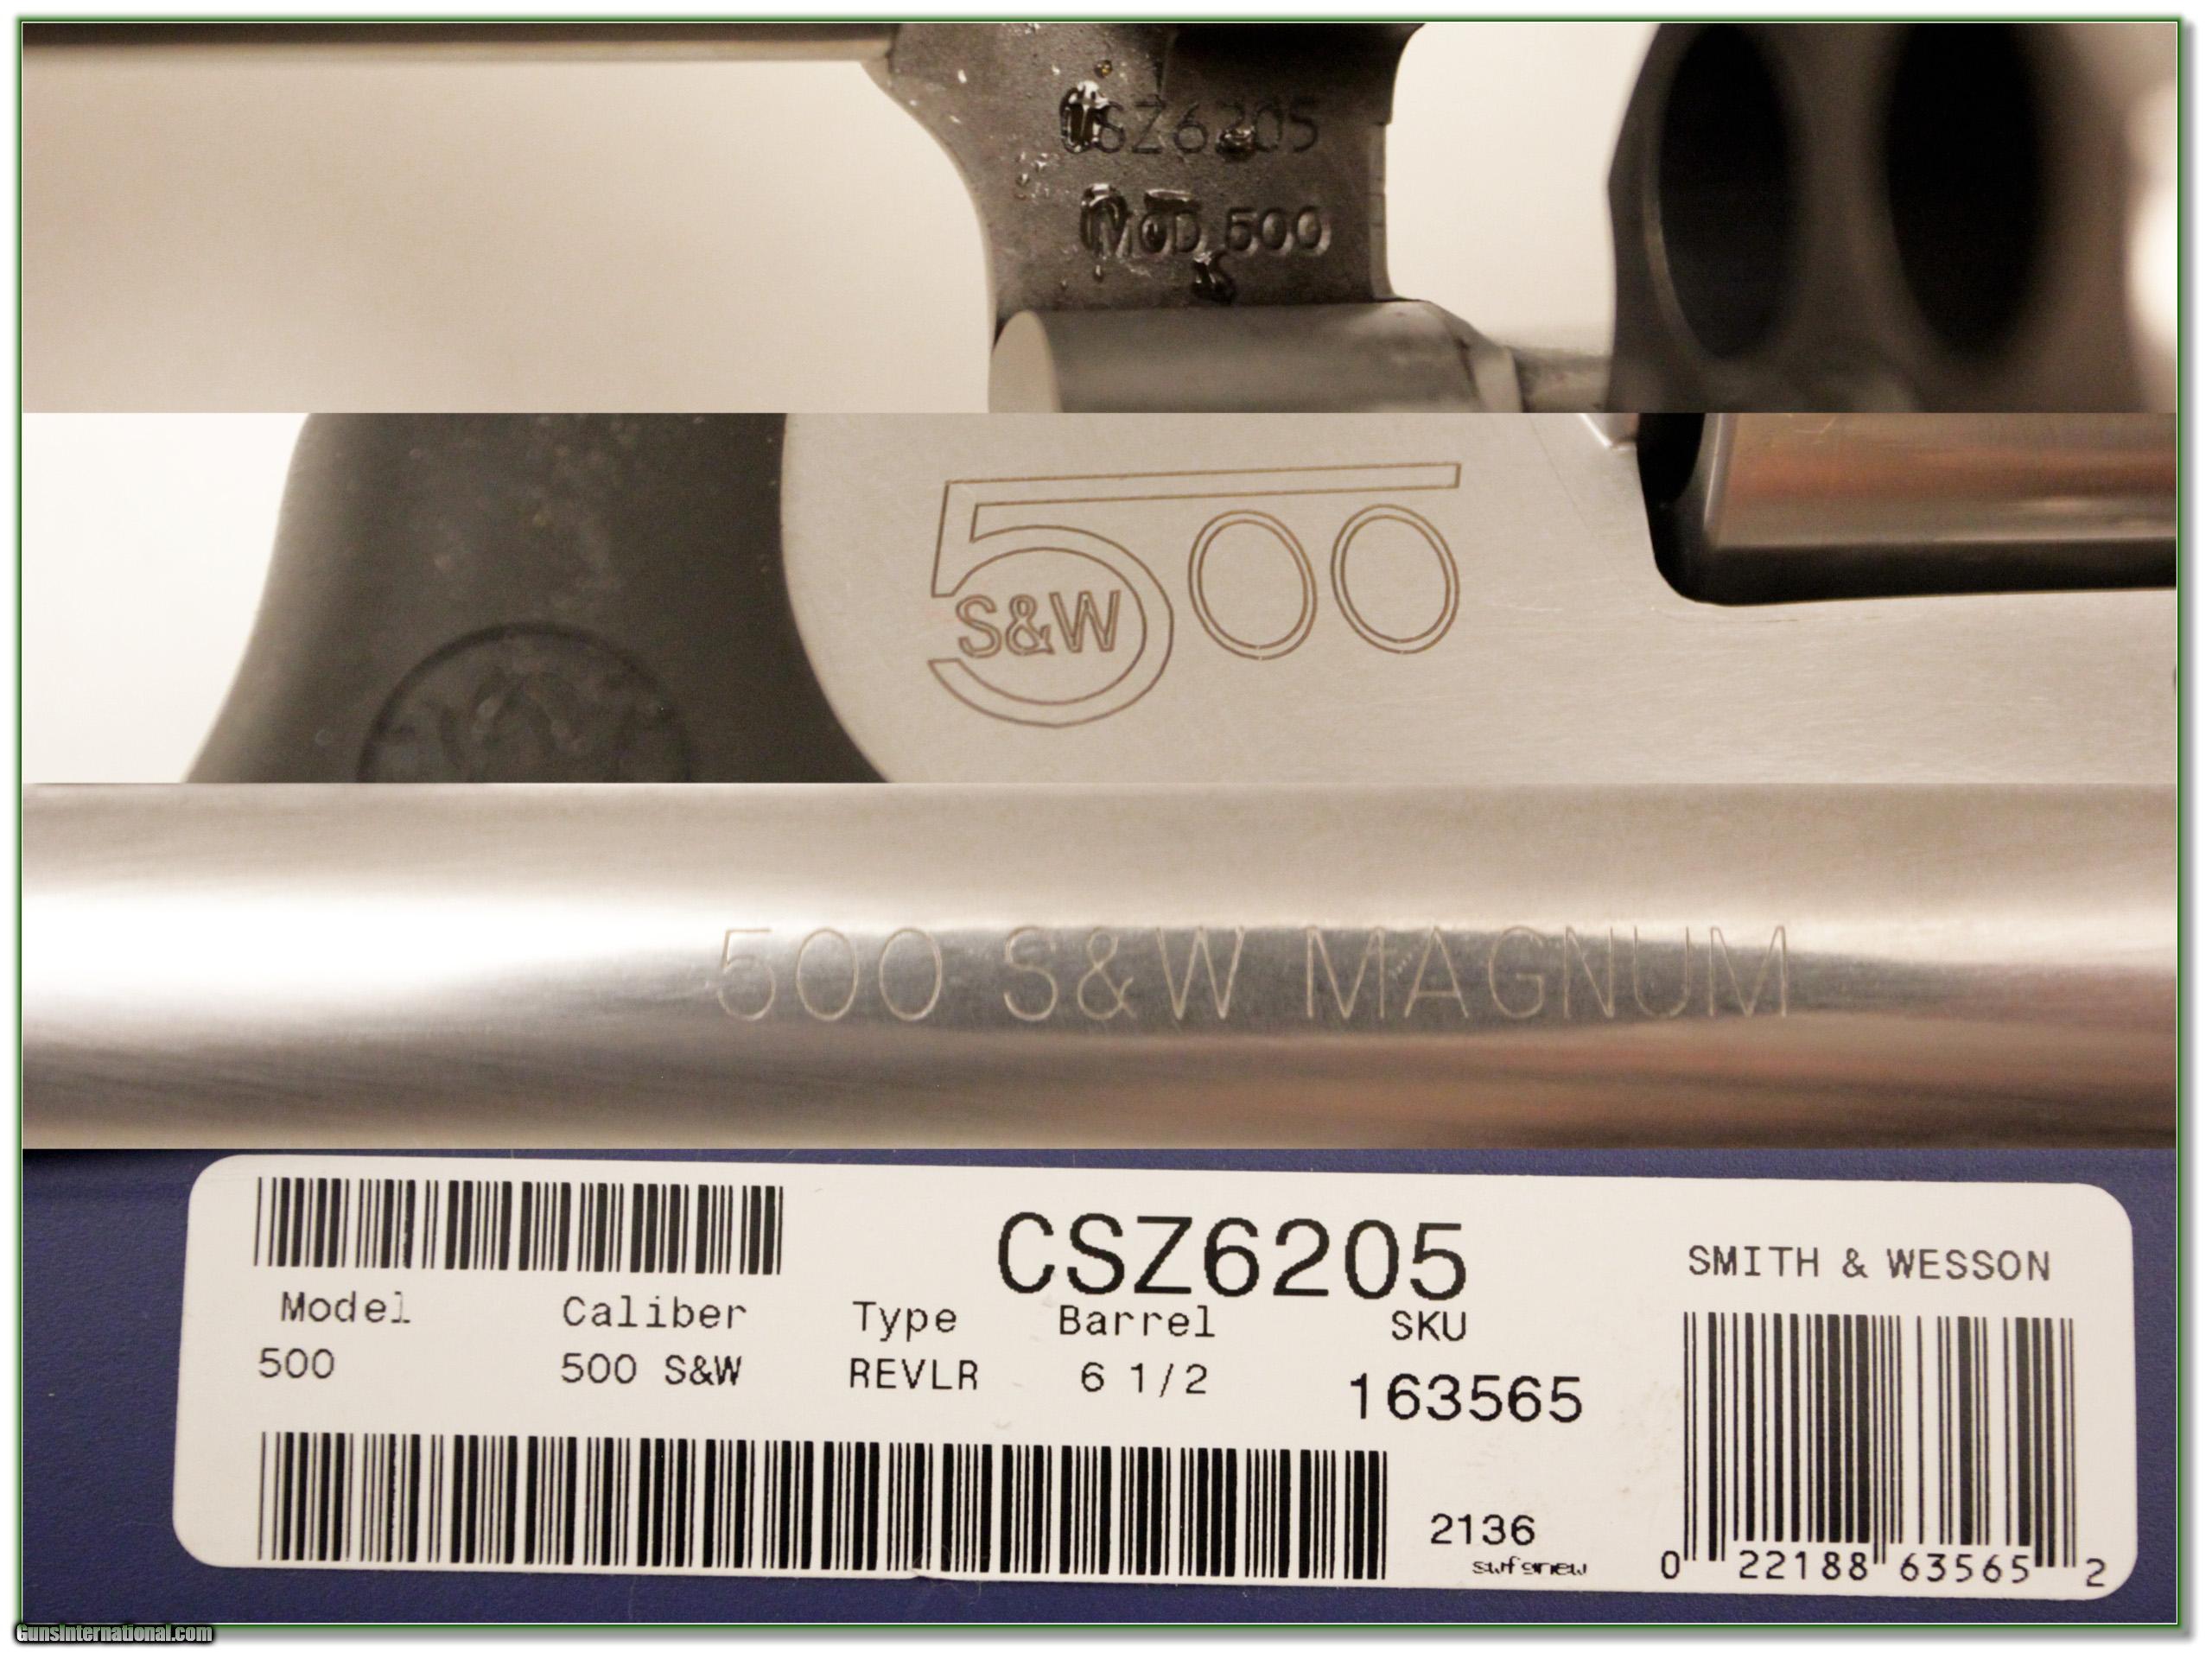 CSZ6205
MOD 500
500
S&W
500 S&W MAGNUM
CSZ6205
SMITH & WESSON
Model Caliber Type Barrel SKU
500 500 S&W REVLR 6 1/2 163565
2136
swfgnew
0 22188 63565 2
GunsInternational.com